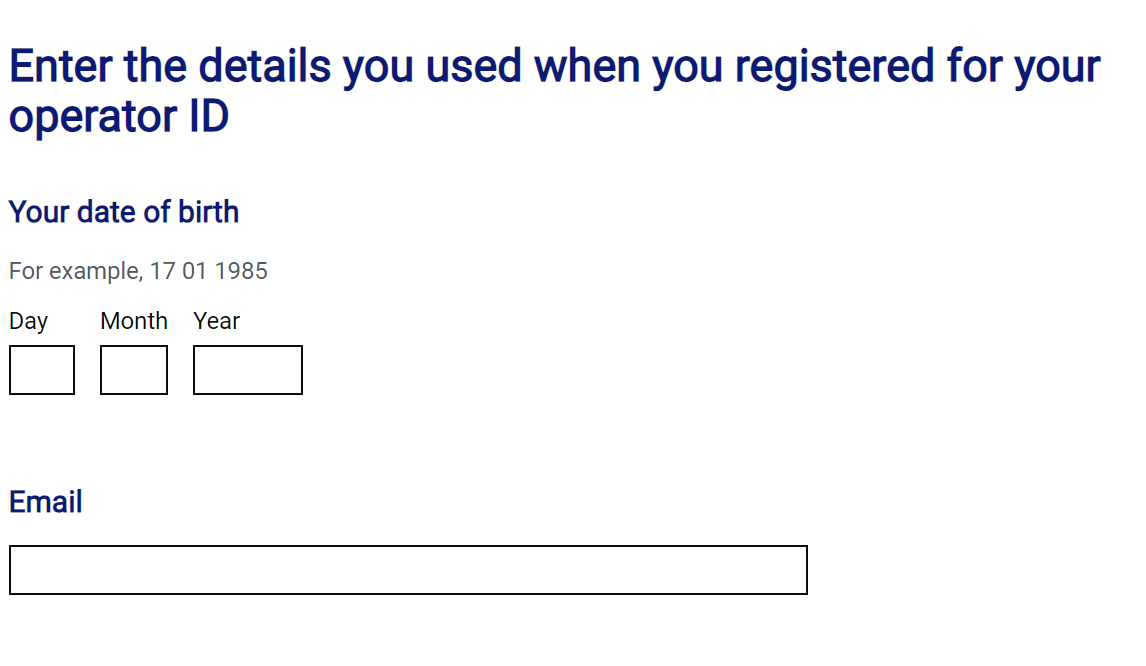 Enter the details you used when you registered for your
operator ID
Your date of birth
For example, 17 01 1985
Day Month Year
Email